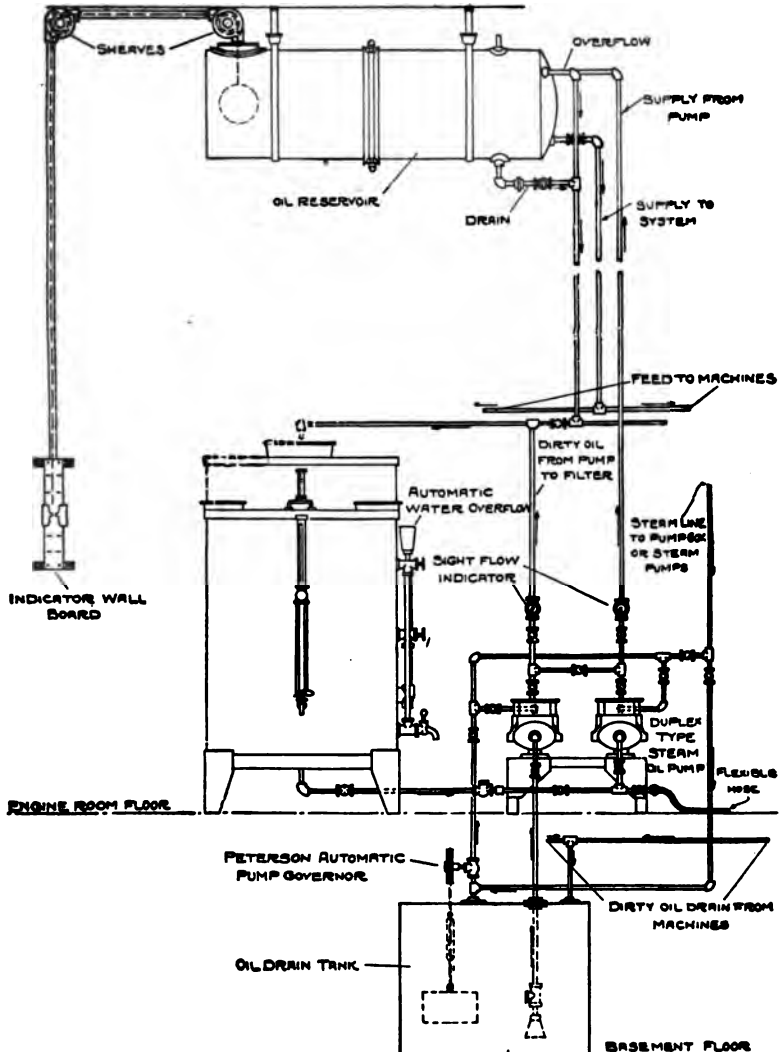 SHERVES
OVERFLOW
SUPPLY FROM
PUMP
OIL RESERVOIR
DRAIN
SUPPLY TO
SYSTEM
FEED TO MACHINES
DIRTY OIL
FROM PUMP
TO FILTER
AUTOMATIC
WATER OVERFLOW
STEAM LINE
TO PUMP BOX
OR STEAM
PUMPS
SIGHT FLOW
INDICATOR
INDICATOR WALL
BOARD
DUPLEX
TYPE
STEAM
OIL PUMP
FLEXIBLE
HOSE
ENGINE ROOM FLOOR
PETERSON AUTOMATIC
PUMP GOVERNOR
DIRTY OIL DRAIN FROM
MACHINES
OIL DRAIN TANK
BASEMENT FLOOR